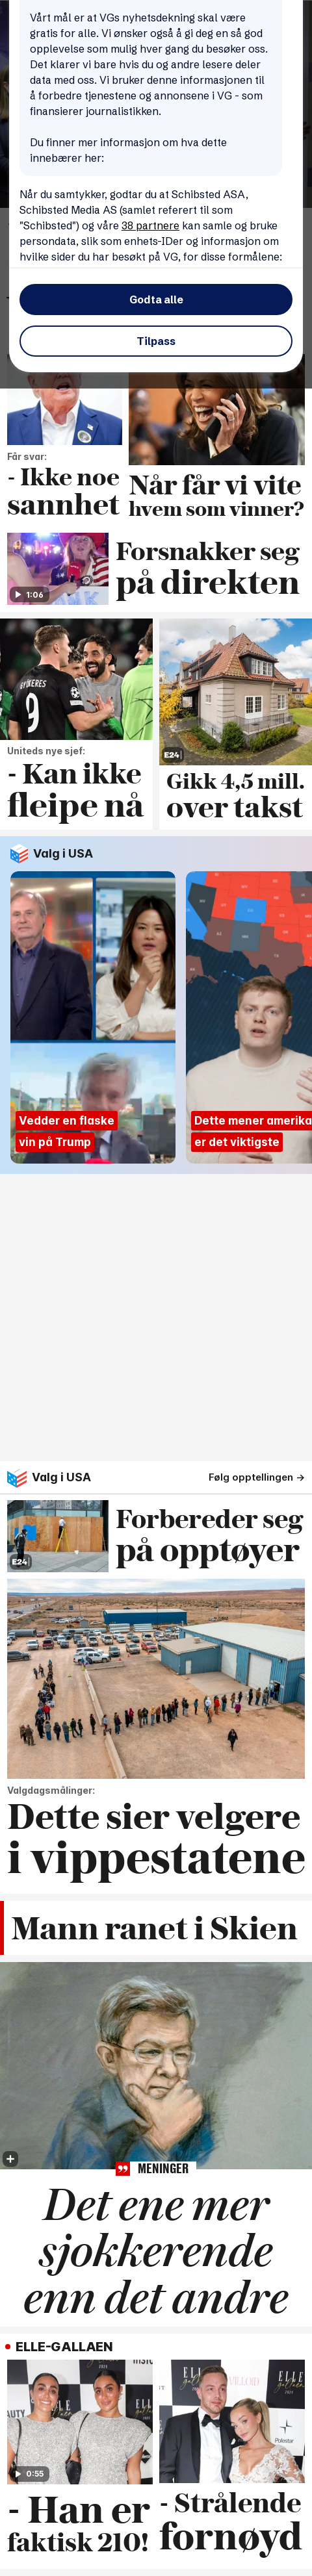 Vårt mål er at VGs nyhetsdekning skal være
gratis for alle. Vi ønsker også å gi deg en så god
opplevelse som mulig hver gang du besøker oss.
Det klarer vi bare hvis du og andre lesere deler
data med oss. Vi bruker denne informasjonen til
å forbedre tjenestene og annonsene i VG - som
finansierer journalistikken.
Du finner mer informasjon om hva dette
innebærer her:
Når du samtykker, godtar du at Schibsted ASA,
Schibsted Media AS (samlet referert til som
"Schibsted") og våre 38 partnere kan samle og bruke
persondata, slik som enhets-IDer og informasjon om
hvilke sider du har besøkt på VG, for disse formålene:
Godta alle
Tilpass
Får svar:
- Ikke noe
sannhet
Når får vi vite
hvem som vinner?
1:06
Forsnakker seg
på direkten
GYÖKERES
9
Uniteds nye sjef:
- Kan ikke
fleipe nå
E24
Gikk 4,5 mill.
over takst
Valg i USA
Vedder en flaske
vin på Trump
Dette mener amerika
er det viktigste
Valg i USA
Følg opptellingen →
E24
Forbereder seg
på opptøyer
Valgdagsmålinger:
Dette sier velgere
i vippestatene
Mann ranet i Skien
MENINGER
Det ene mer
sjokkerende
enn det andre
ELLE-GALLAEN
0:55
- Han er
faktisk 210!
ELLE
ELLE
Polestar
- Strålende
fornøyd